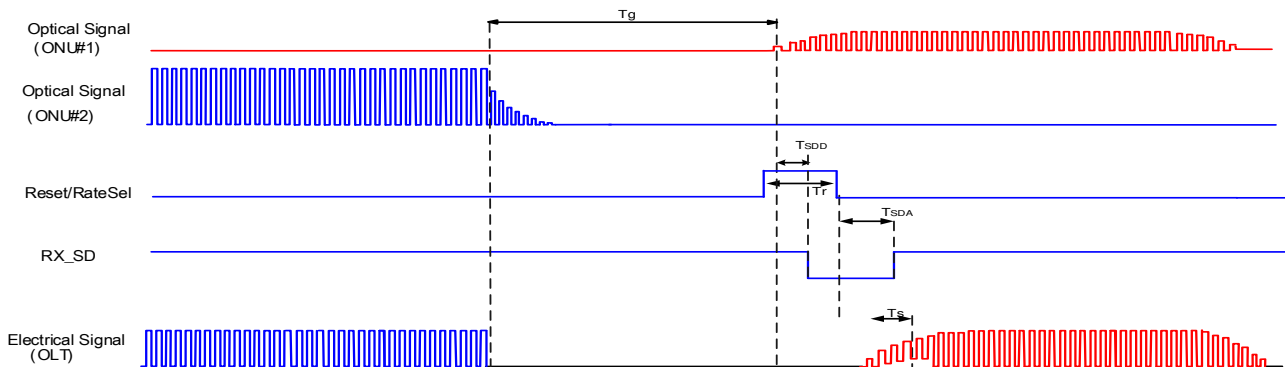 Tg
Optical Signal
(ONU#1)
Optical Signal
(ONU#2)
TSDD
Reset/RateSel
Tr
TSDA
RX_SD
Ts
Electrical Signal
(OLT)